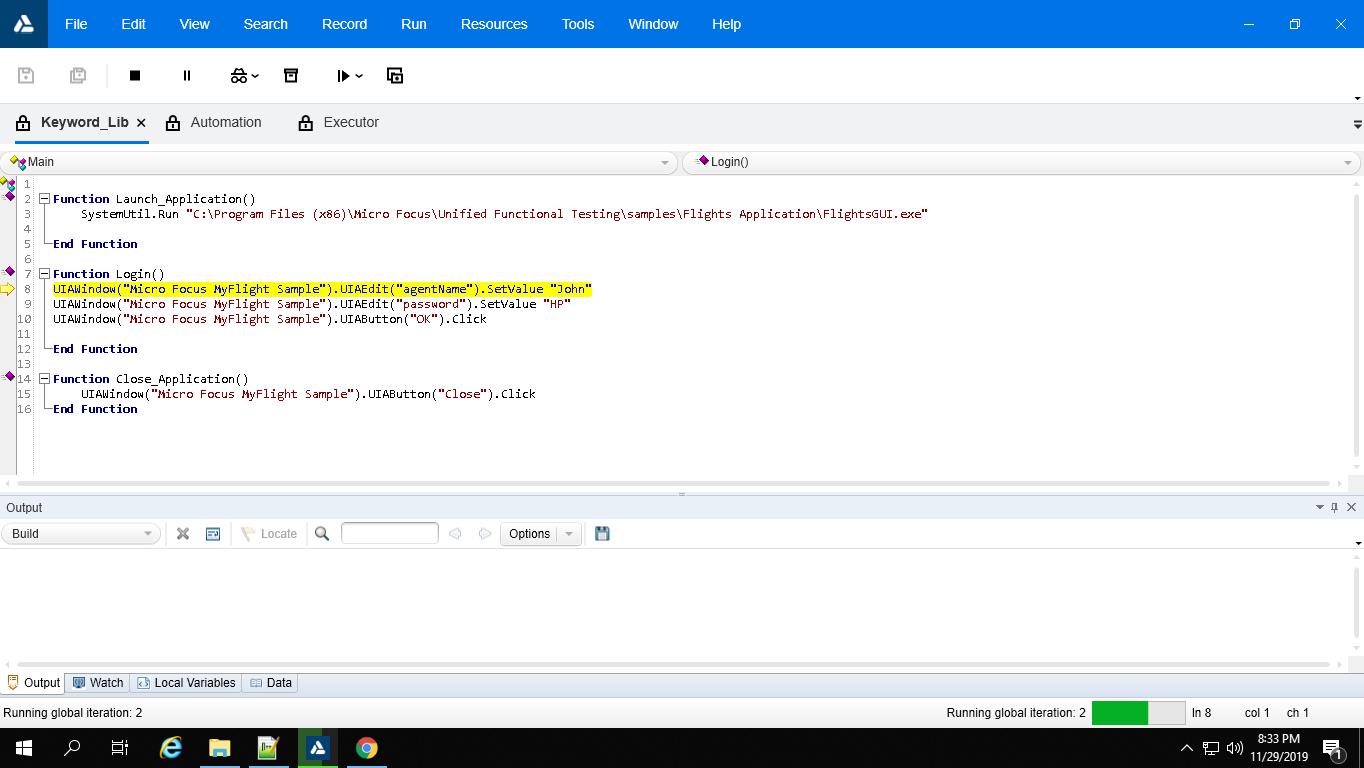 File Edit View Search Record Run Resources Tools Window Help
Keyword_Lib Automation Executor
Main Login()
1
2 Function Launch_Application()
3 SystemUtil.Run "C:\Program Files (x86)\Micro Focus\Unified Functional Testing\samples\Flights Application\FlightsGUI.exe"
4
5 End Function
6
7 Function Login()
8 UIAWindow("Micro Focus MyFlight Sample").UIAEdit("agentName").SetValue "John"
9 UIAWindow("Micro Focus MyFlight Sample").UIAEdit("password").SetValue "HP"
10 UIAWindow("Micro Focus MyFlight Sample").UIAButton("OK").Click
11
12 End Function
13
14 Function Close_Application()
15 UIAWindow("Micro Focus MyFlight Sample").UIAButton("Close").Click
16 End Function
Output
Build Locate Options
Output Watch Local Variables Data
Running global iteration: 2 Running global iteration: 2 ln 8 col 1 ch 1
8:33 PM
11/29/2019
1